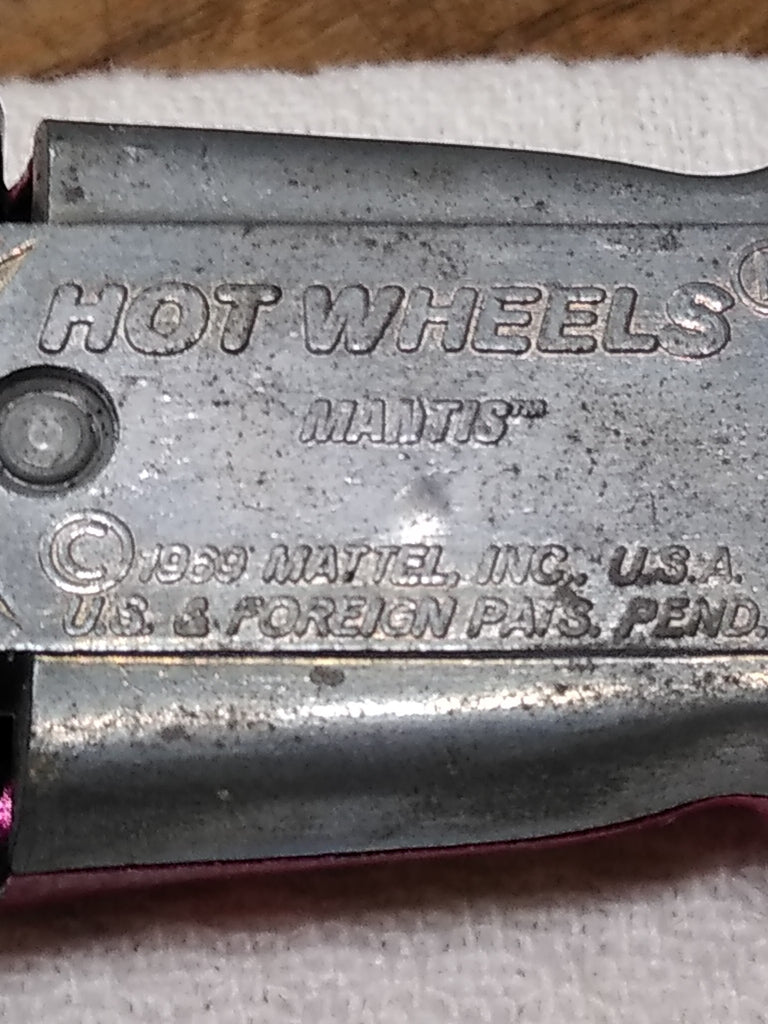 HOT WHEELS®
MANTIS™
© 1969 MATTEL, INC., U.S.A.
U.S. & FOREIGN PATS. PEND.